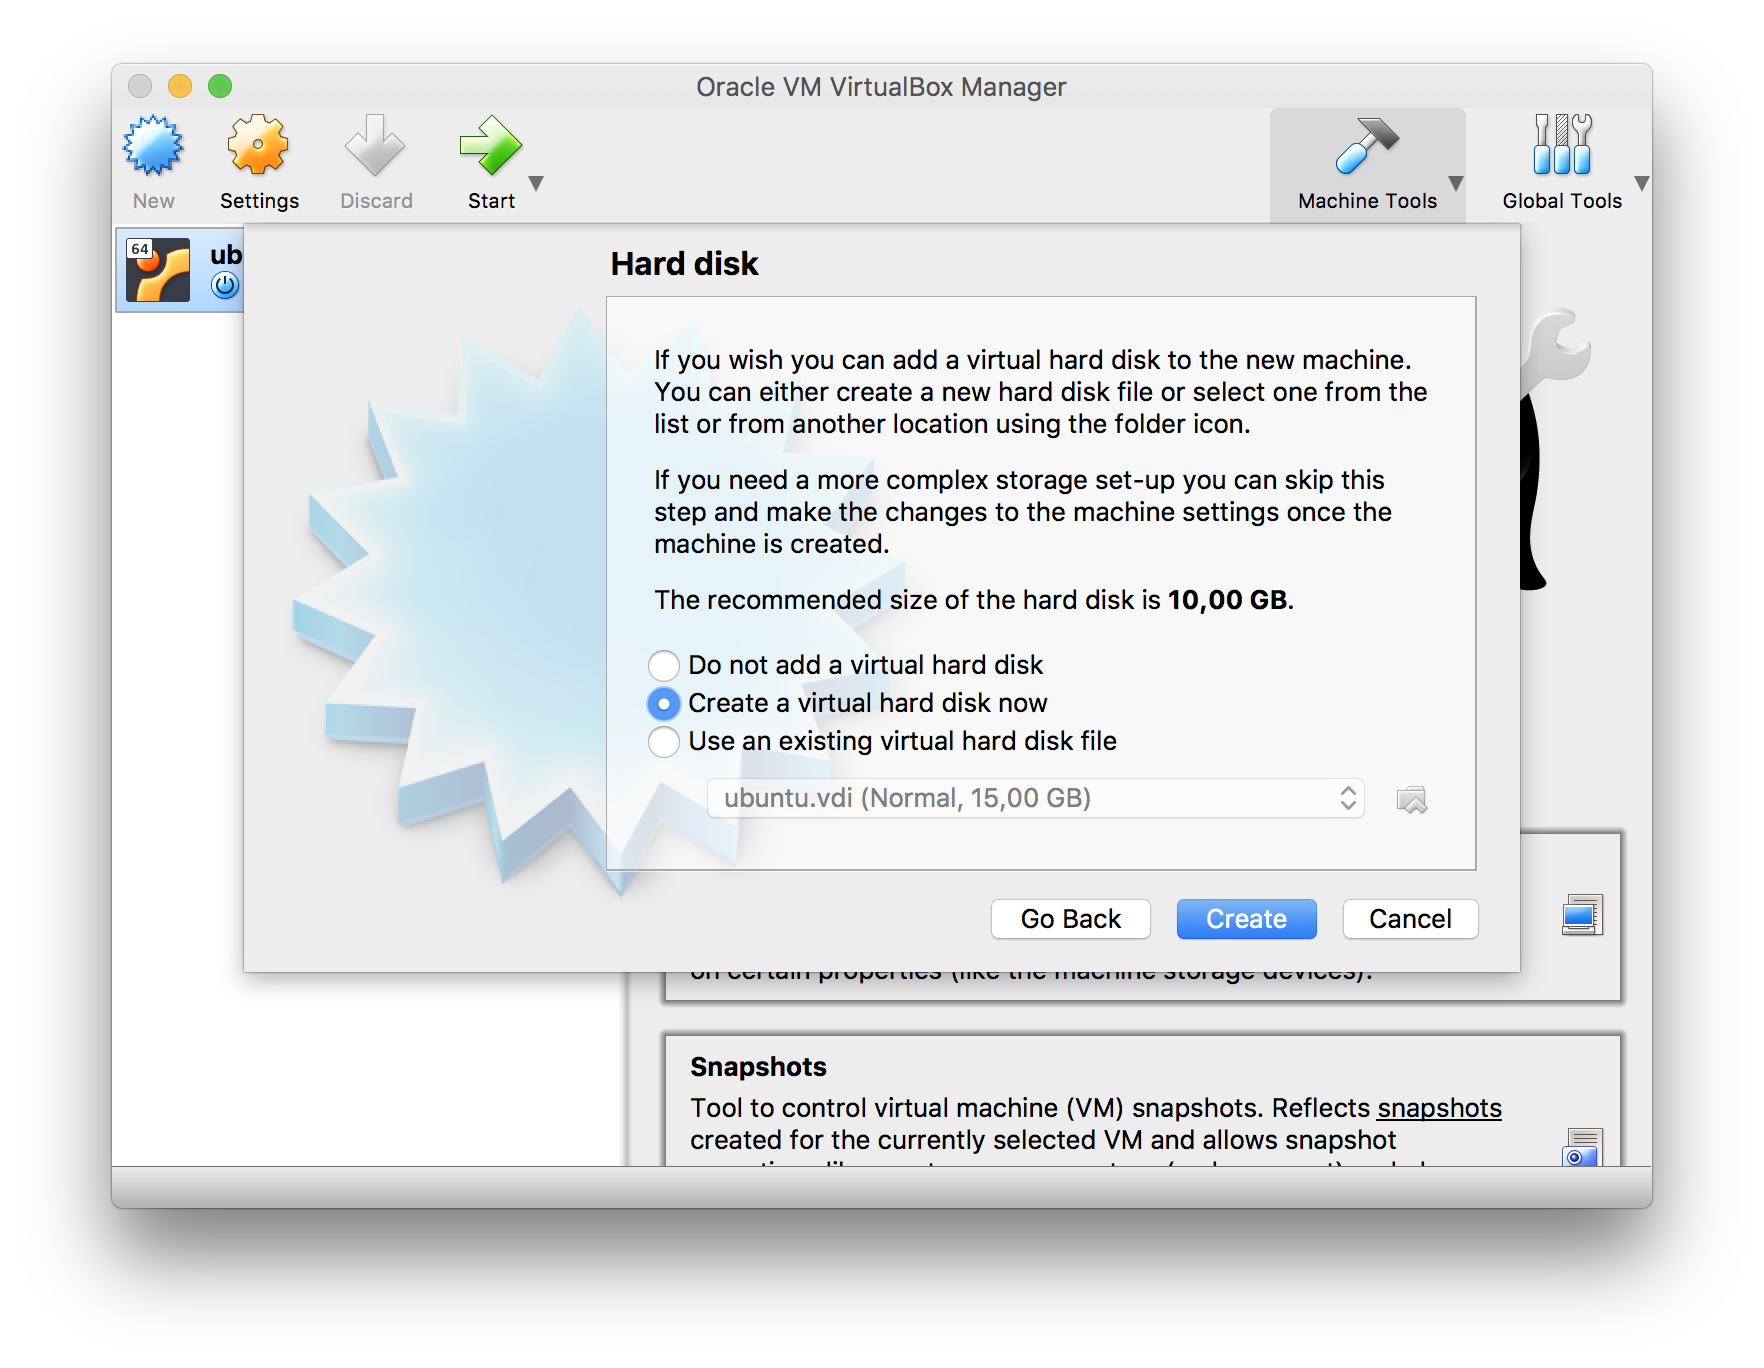 Oracle VM VirtualBox Manager
New
Settings
Discard
Start
Machine Tools
Global Tools
64
ub
Hard disk
If you wish you can add a virtual hard disk to the new machine.
You can either create a new hard disk file or select one from the
list or from another location using the folder icon.
If you need a more complex storage set-up you can skip this
step and make the changes to the machine settings once the
machine is created.
The recommended size of the hard disk is 10,00 GB.
Do not add a virtual hard disk
Create a virtual hard disk now
Use an existing virtual hard disk file
ubuntu.vdi (Normal, 15,00 GB)
Go Back
Create
Cancel
on certain properties (like the machine storage devices).
Snapshots
Tool to control virtual machine (VM) snapshots. Reflects snapshots
created for the currently selected VM and allows snapshot